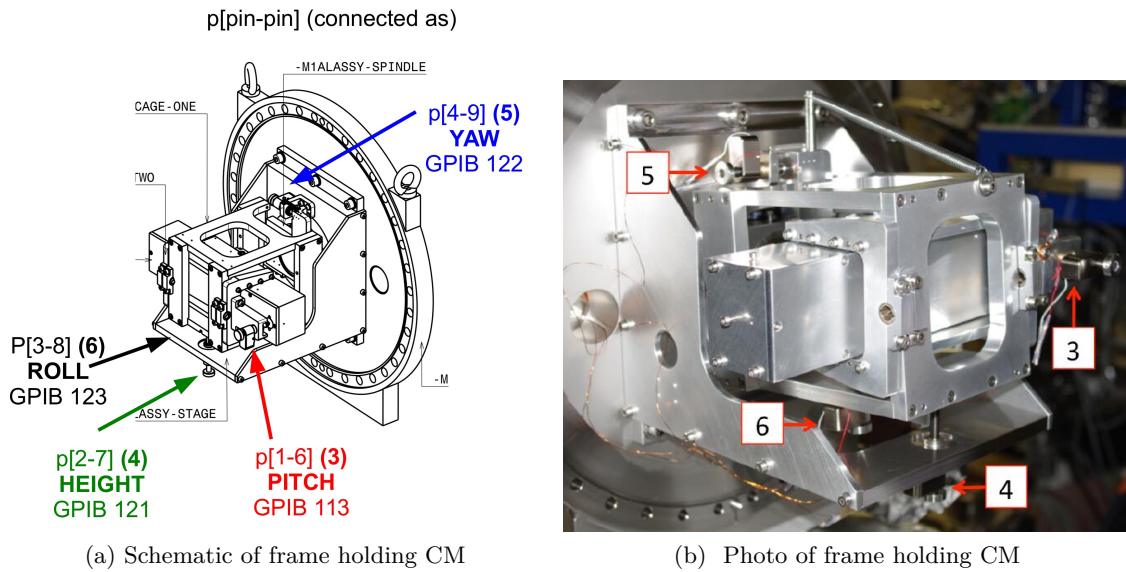 p[pin-pin] (connected as)
-M1ALASSY-SPINDLE
CAGE-ONE
p[4-9] (5)
YAW
GPIB 122
TWO
P[3-8] (6)
ROLL
GPIB 123
-M
LASSY-STAGE
p[2-7] (4)
HEIGHT
GPIB 121
p[1-6] (3)
PITCH
GPIB 113
(a) Schematic of frame holding CM
5
3
6
4
(b) Photo of frame holding CM